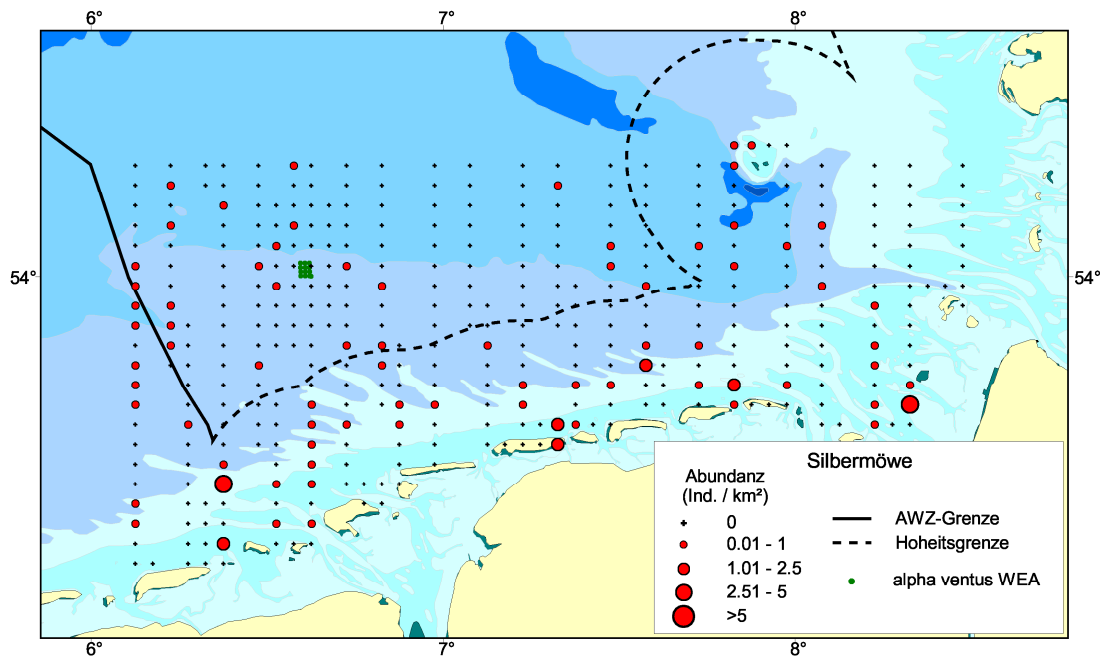 6° 7° 8°
54° 54°
Silbermöwe
Abundanz
(Ind. / km²)
0
0.01 - 1
1.01 - 2.5
2.51 - 5
>5
AWZ-Grenze
Hoheitsgrenze
alpha ventus WEA
6° 7° 8°